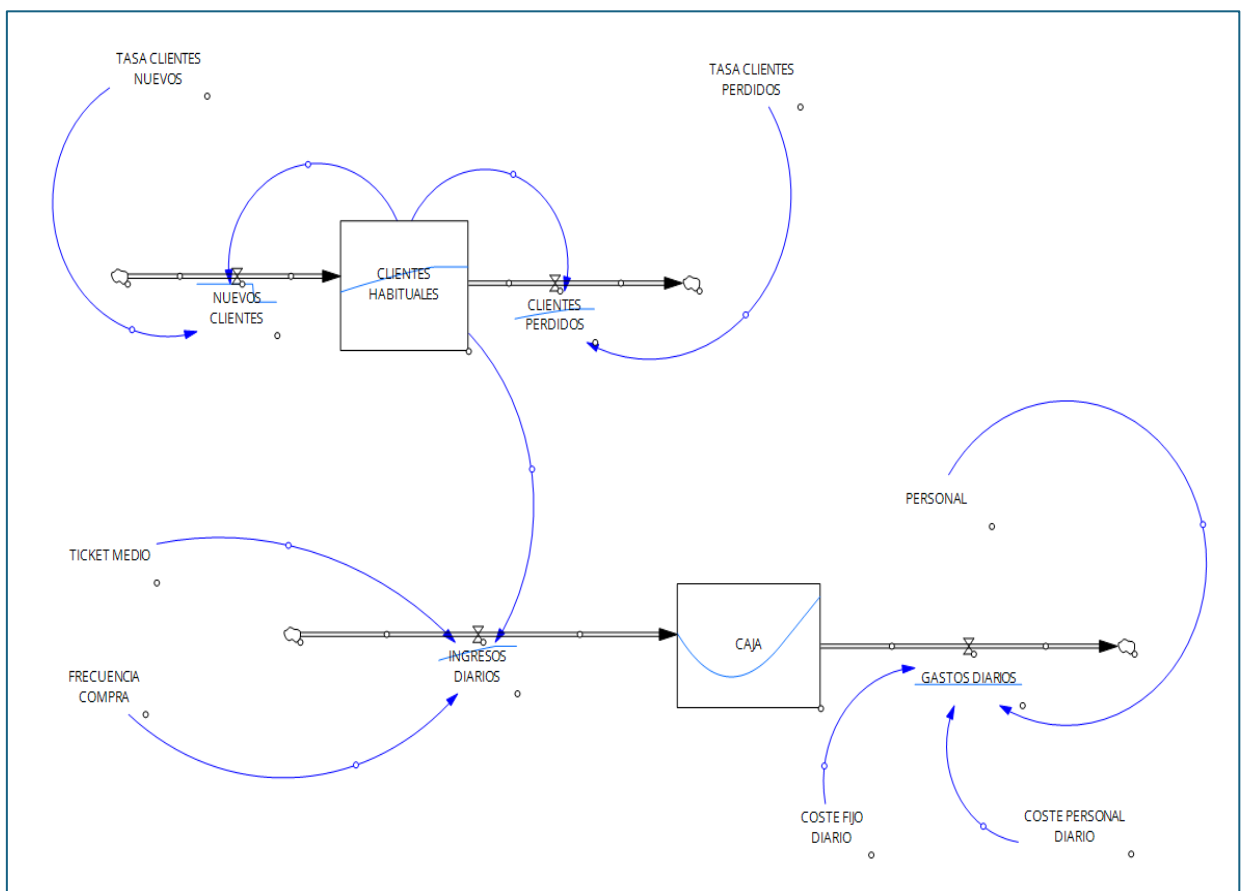 TASA CLIENTES
NUEVOS
TASA CLIENTES
PERDIDOS
CLIENTES
HABITUALES
NUEVOS
CLIENTES
CLIENTES
PERDIDOS
PERSONAL
TICKET MEDIO
CAJA
INGRESOS
DIARIOS
FRECUENCIA
COMPRA
GASTOS DIARIOS
COSTE FIJO
DIARIO
COSTE PERSONAL
DIARIO